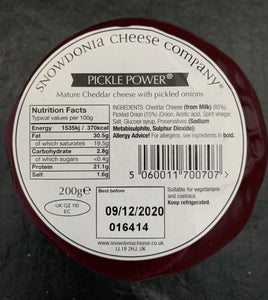 SNOWDONIA CHEESE COMPANY®
PICKLE POWER®
Mature Cheddar cheese with pickled onions
Nutrition Facts
Typical values per 100g
Energy 1535kj / 370kcal
Fat 30.5g
of which saturates 19.5g
Carbohydrate 2.8g
of which sugars <0.4g
Protein 21.1g
Salt 1.6g
INGREDIENTS: Cheddar Cheese (from Milk) (85%),
Pickled Onion (15%) (Onion, Acetic acid, Spirit vinegar,
Salt, Glucose syrup, Preservatives (Sodium
Metabisulphite, Sulphur Dioxide))
Allergy Advice! For allergens, see ingredients in bold.
5 060011 700707 >
200g e
UK GZ 110
EC
Best before
09/12/2020
016414
Suitable for vegetarians
and coeliacs.
Keep refrigerated.
www.snowdoniacheese.co.uk
LL18 2HJ, UK